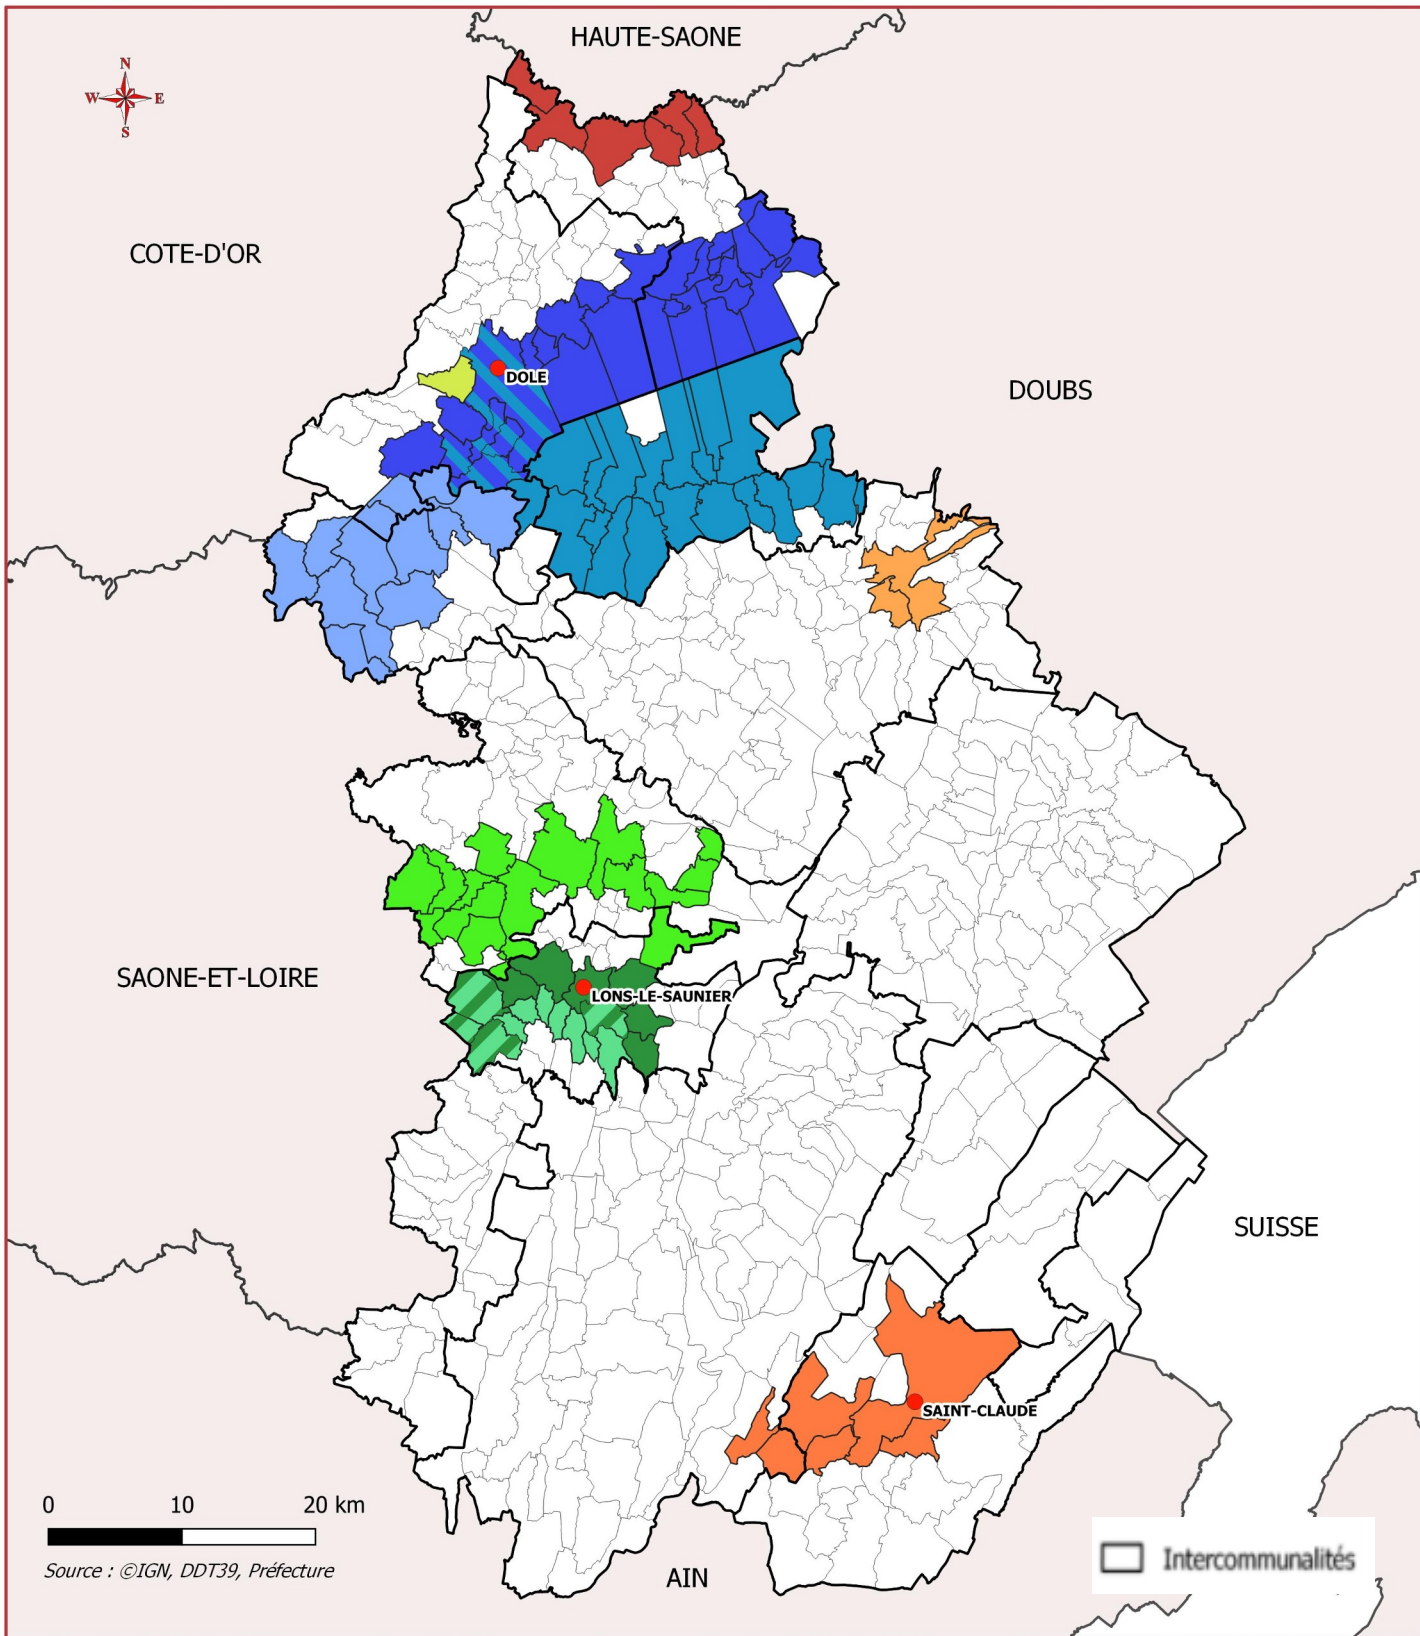 HAUTE-SAONE
N
W E
S
COTE-D'OR
DOLE
DOUBS
SAONE-ET-LOIRE
LONS-LE-SAUNIER
SUISSE
SAINT-CLAUDE
0 10 20 km
Source : ©IGN, DDT39, Préfecture
AIN
Intercommunalités